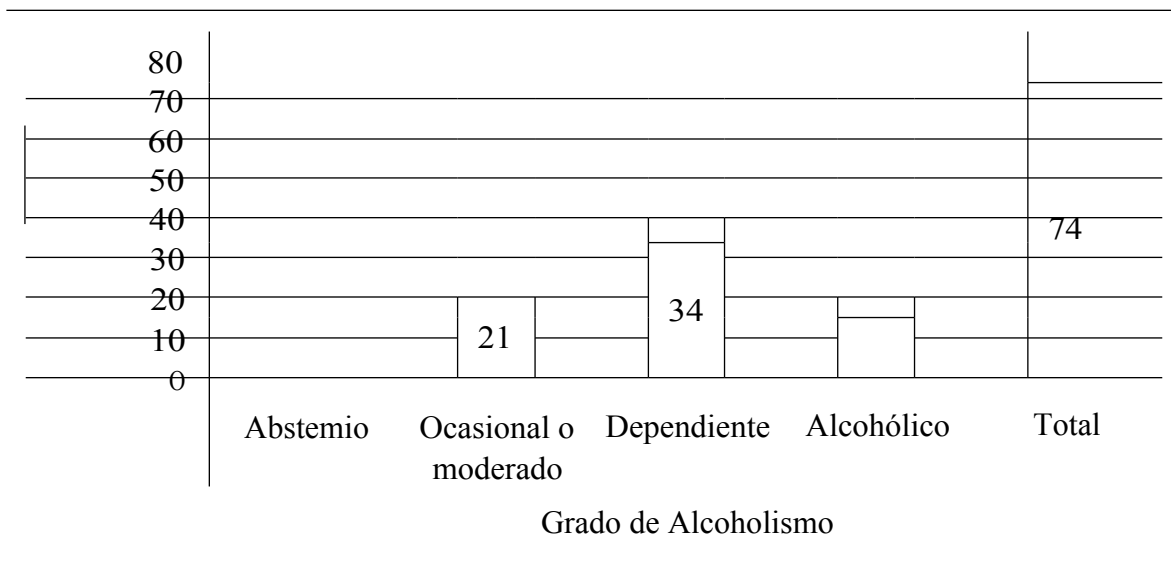 80
70
60
50
40
30
20
10
0
74
34
21
Abstemio
Ocasional o
moderado
Dependiente
Alcohólico
Total
Grado de Alcoholismo